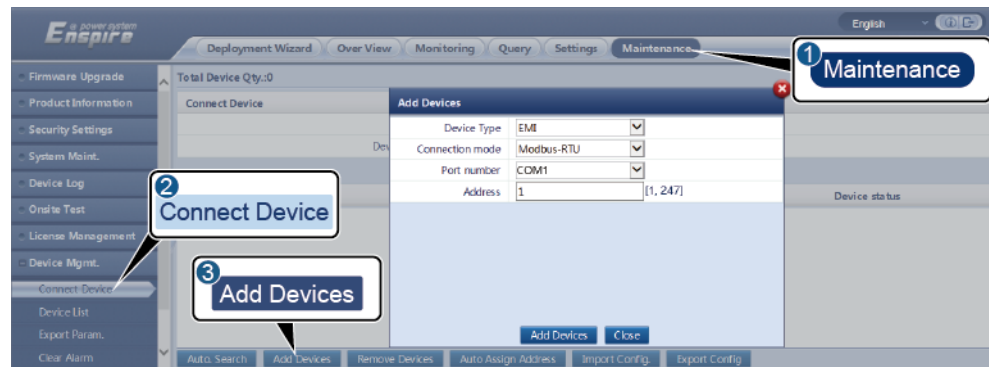 e power system
Enspire
English
Deployment Wizard Over View Monitoring Query Settings Maintenance
1
Maintenance
Firmware Upgrade
Product Information
Security Settings
System Maint.
Device Log
Onsite Test
License Management
Device Mgmt.
Connect Device
Device List
Export Param.
Clear Alarm
Total Device Qty.:0
Connect Device
Dev
Device status
Add Devices
Device Type EMI
Connection mode Modbus-RTU
Port number COM1
Address 1 [1, 247]
Add Devices Close
2
Connect Device
3
Add Devices
Auto. Search Add Devices Remove Devices Auto Assign Address Import Config. Export Config